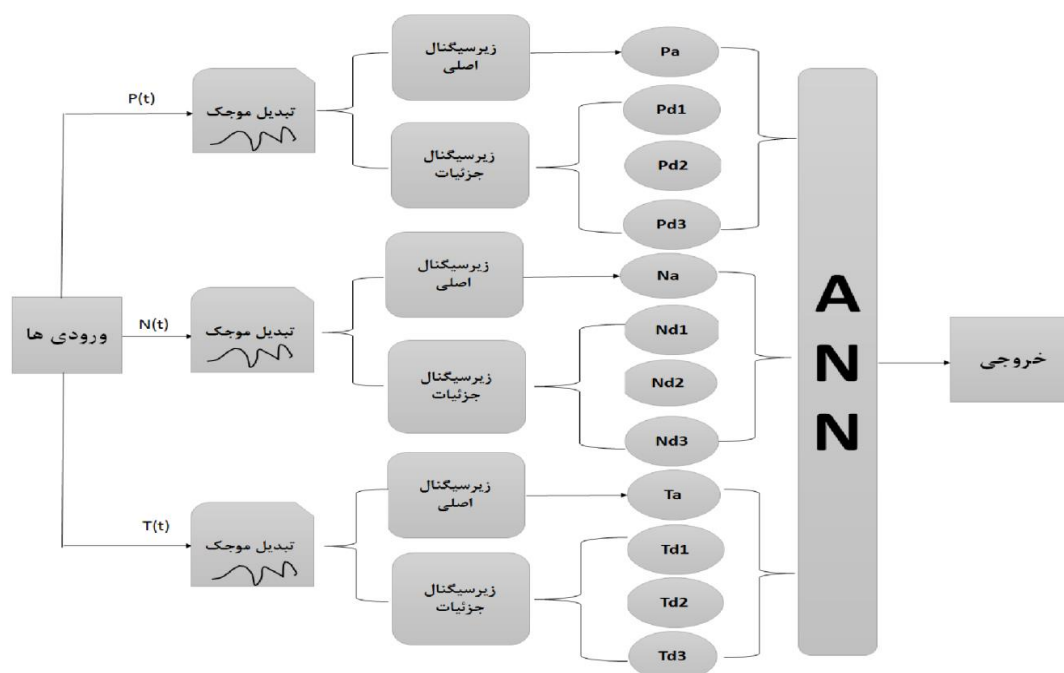 ورودی ها
P(t)
تبدیل موجک
زیرسیگنال
اصلی
زیرسیگنال
جزئیات
Pa
Pd1
Pd2
Pd3
N(t)
تبدیل موجک
زیرسیگنال
اصلی
زیرسیگنال
جزئیات
Na
Nd1
Nd2
Nd3
T(t)
تبدیل موجک
زیرسیگنال
اصلی
زیرسیگنال
جزئیات
Ta
Td1
Td2
Td3
A
N
N
خروجی